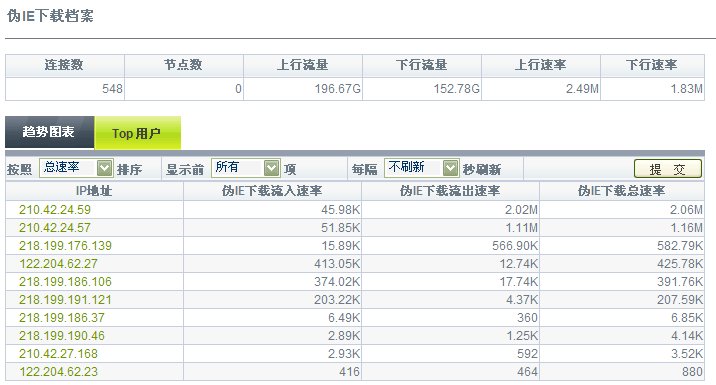 伪IE下载档案
连接数 节点数 上行流量 下行流量 上行速率 下行速率
548 0 196.67G 152.78G 2.49M 1.83M
趋势图表 Top 用户
按照 总速率 排序 显示前 所有 项 每隔 不刷新 秒刷新 提 交
IP地址 伪IE下载流入速率 伪IE下载流出速率 伪IE下载总速率
210.42.24.59 45.98K 2.02M 2.06M
210.42.24.57 51.85K 1.11M 1.16M
218.199.176.139 15.89K 566.90K 582.79K
122.204.62.27 413.05K 12.74K 425.78K
218.199.186.106 374.02K 17.74K 391.76K
218.199.191.121 203.22K 4.37K 207.59K
218.199.186.37 6.49K 360 6.85K
218.199.190.46 2.89K 1.25K 4.14K
210.42.27.168 2.93K 592 3.52K
122.204.62.23 416 464 880